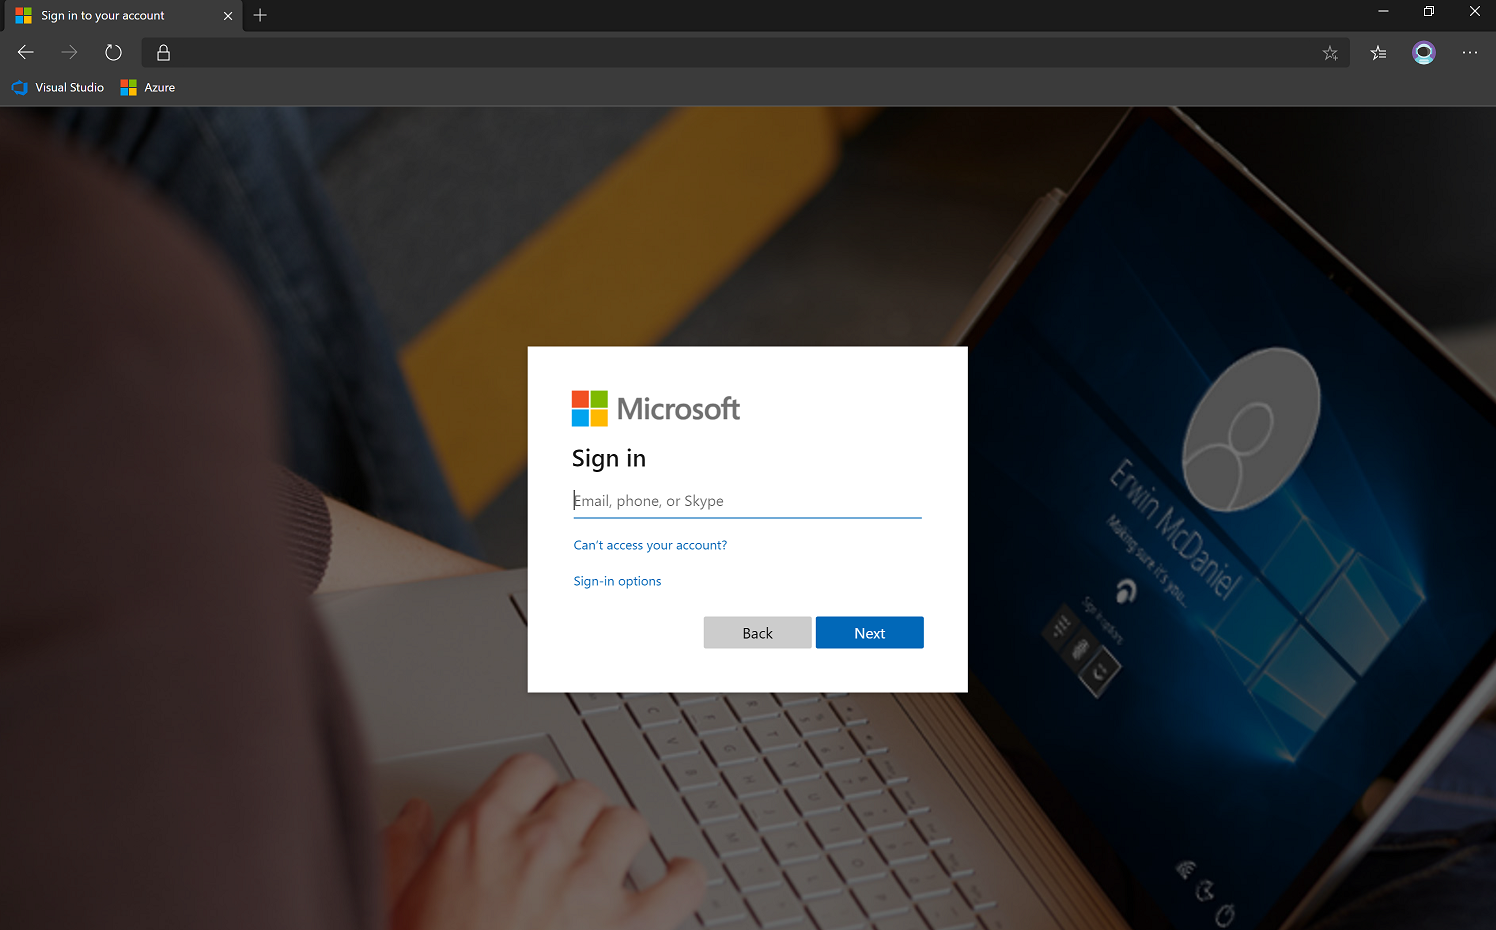 Sign in to your account
Visual Studio
Azure
Microsoft
Sign in
Email, phone, or Skype
Can't access your account?
Sign-in options
Back
Next
Erwin McDaniel
Making sure it's you...
Sign in options